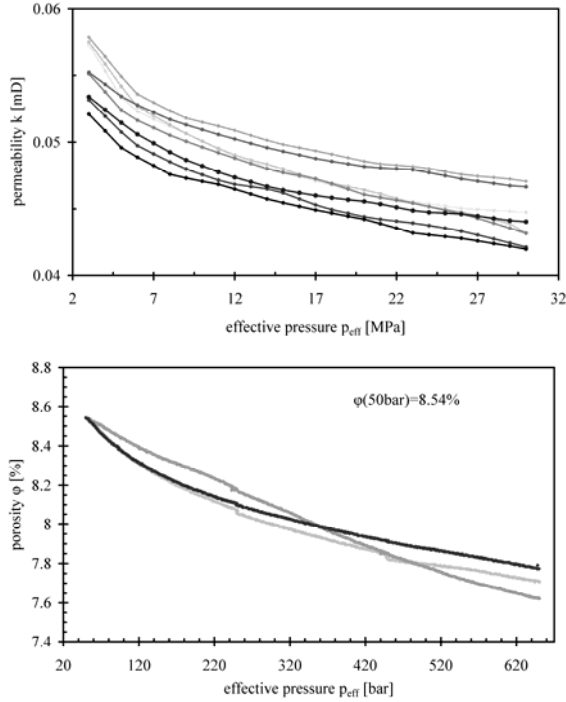 0.06
0.05
0.04
permeability k [mD]
2 7 12 17 22 27 32
effective pressure peff [MPa]
8.8
8.6
8.4
8.2
8
7.8
7.6
7.4
porosity φ [%]
φ(50bar)=8.54%
20 120 220 320 420 520 620
effective pressure peff [bar]